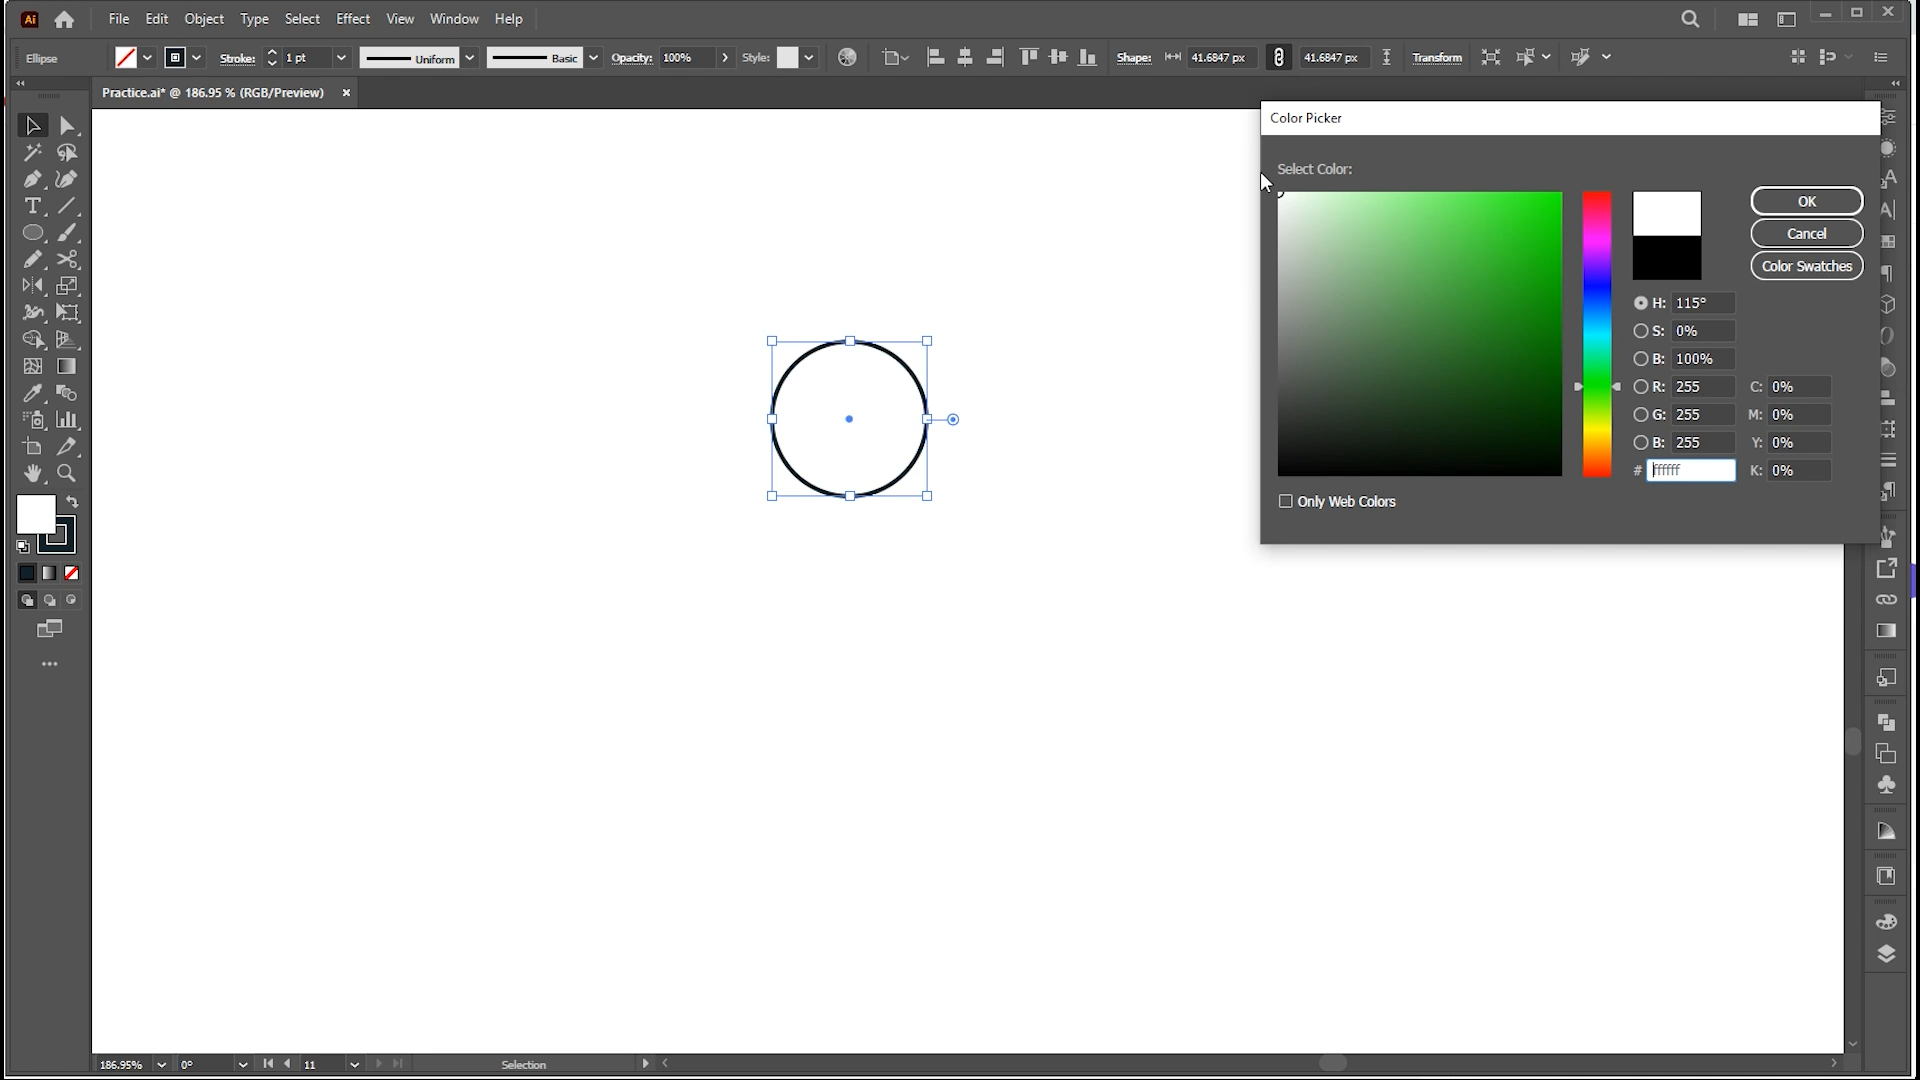 Ai File Edit Object Type Select Effect View Window Help
Ellipse Stroke: 1 pt Uniform Basic Opacity: 100% Style: Shape: 41.6847 px 41.6847 px Transform
Practice.ai* @ 186.95 % (RGB/Preview) ×
Color Picker
Select Color:
OK
Cancel
Color Swatches
H: 115°
S: 0%
B: 100%
R: 255 C: 0%
G: 255 M: 0%
B: 255 Y: 0%
# ffffff K: 0%
Only Web Colors
186.95% 0° 11 Selection